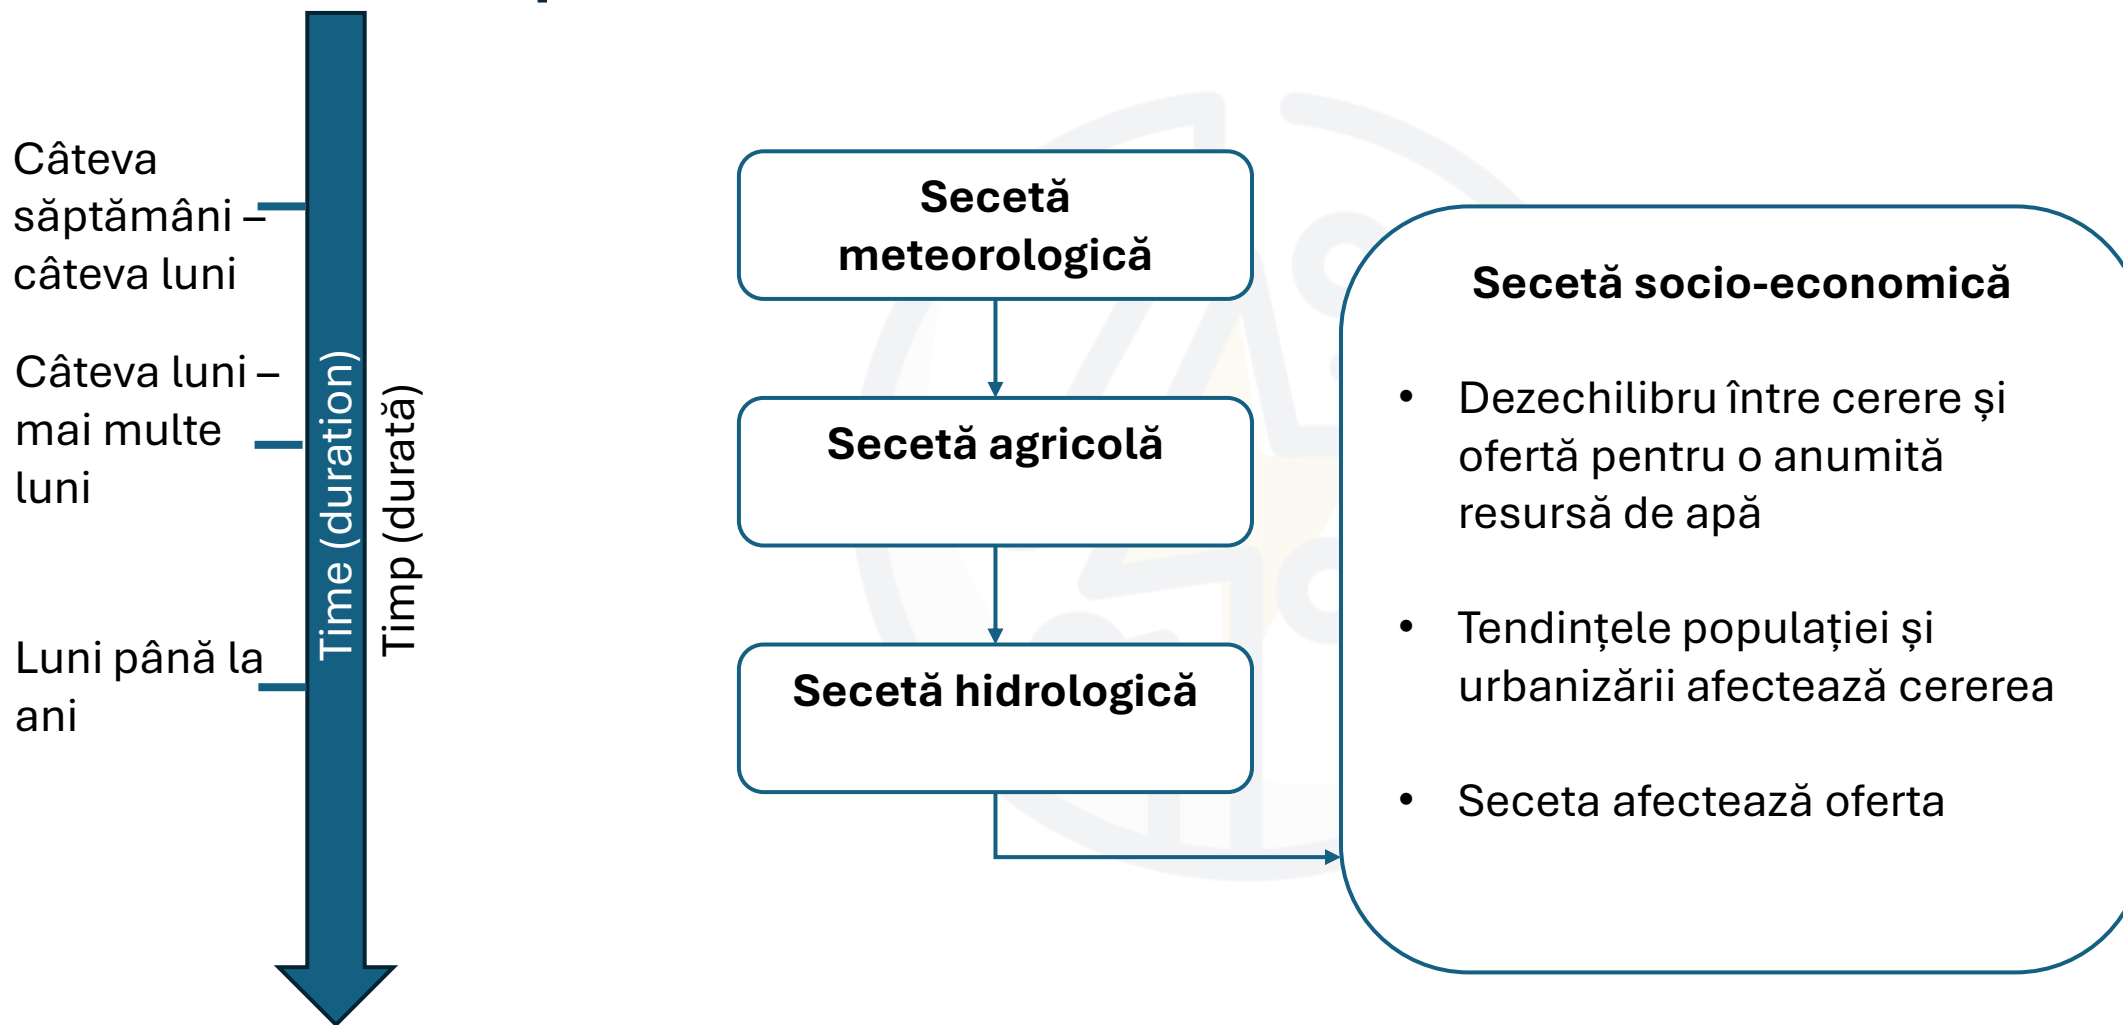 Câteva
săptămâni –
câteva luni
Câteva luni –
mai multe
luni
Luni până la
ani
Time (duration)
Timp (durată)
Secetă
meteorologică
Secetă agricolă
Secetă hidrologică
Secetă socio-economică
• Dezechilibru între cerere și
ofertă pentru o anumită
resursă de apă
• Tendințele populației și
urbanizării afectează cererea
• Seceta afectează oferta